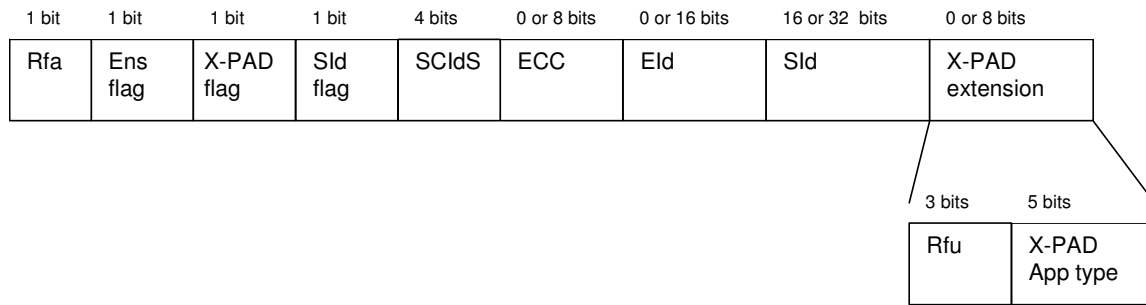 1 bit 1 bit 1 bit 1 bit 4 bits 0 or 8 bits 0 or 16 bits 16 or 32 bits 0 or 8 bits
Rfa Ens X-PAD SId SCIdS ECC EId SId X-PAD
flag flag flag extension
3 bits 5 bits
Rfu X-PAD
App type